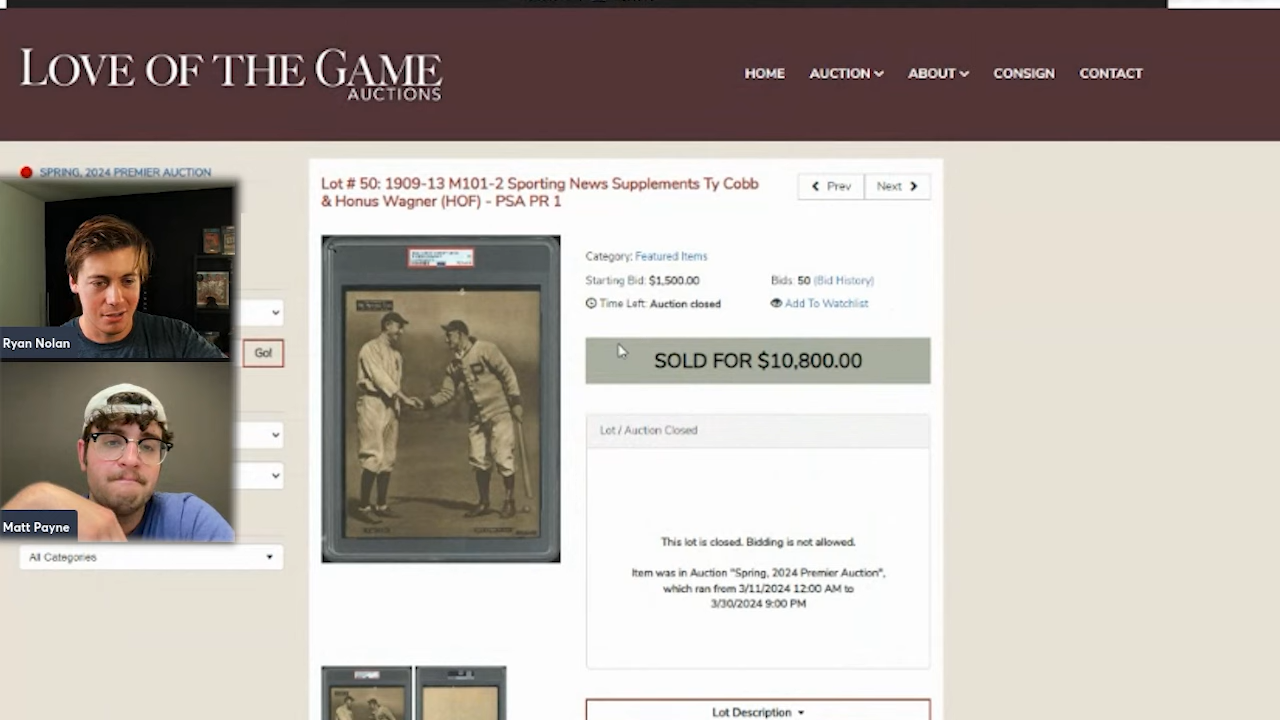 LOVE OF THE GAME
AUCTIONS
HOME
AUCTION
ABOUT
CONSIGN
CONTACT
SPRING, 2024 PREMIER AUCTION
Lot # 50: 1909-13 M101-2 Sporting News Supplements Ty Cobb
& Honus Wagner (HOF) - PSA PR 1
Prev
Next
Category: Featured Items
Starting Bid: $1,500.00
Bids: 50 (Bid History)
Time Left: Auction closed
Add To Watchlist
SOLD FOR $10,800.00
Ryan Nolan
Go!
Lot / Auction Closed
Matt Payne
All Categories
This lot is closed. Bidding is not allowed.
Item was in Auction "Spring, 2024 Premier Auction",
which ran from 3/11/2024 12:00 AM to
3/30/2024 9:00 PM
Lot Description